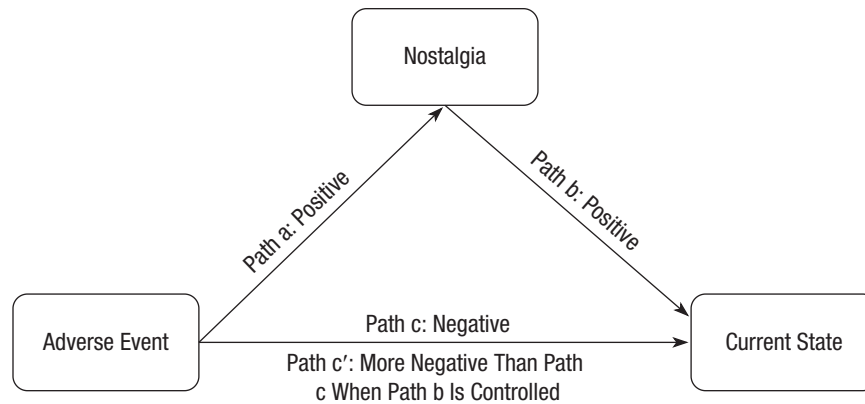 Nostalgia
Path a: Positive
Path b: Positive
Adverse Event
Path c: Negative
Current State
Path c′: More Negative Than Path
c When Path b Is Controlled